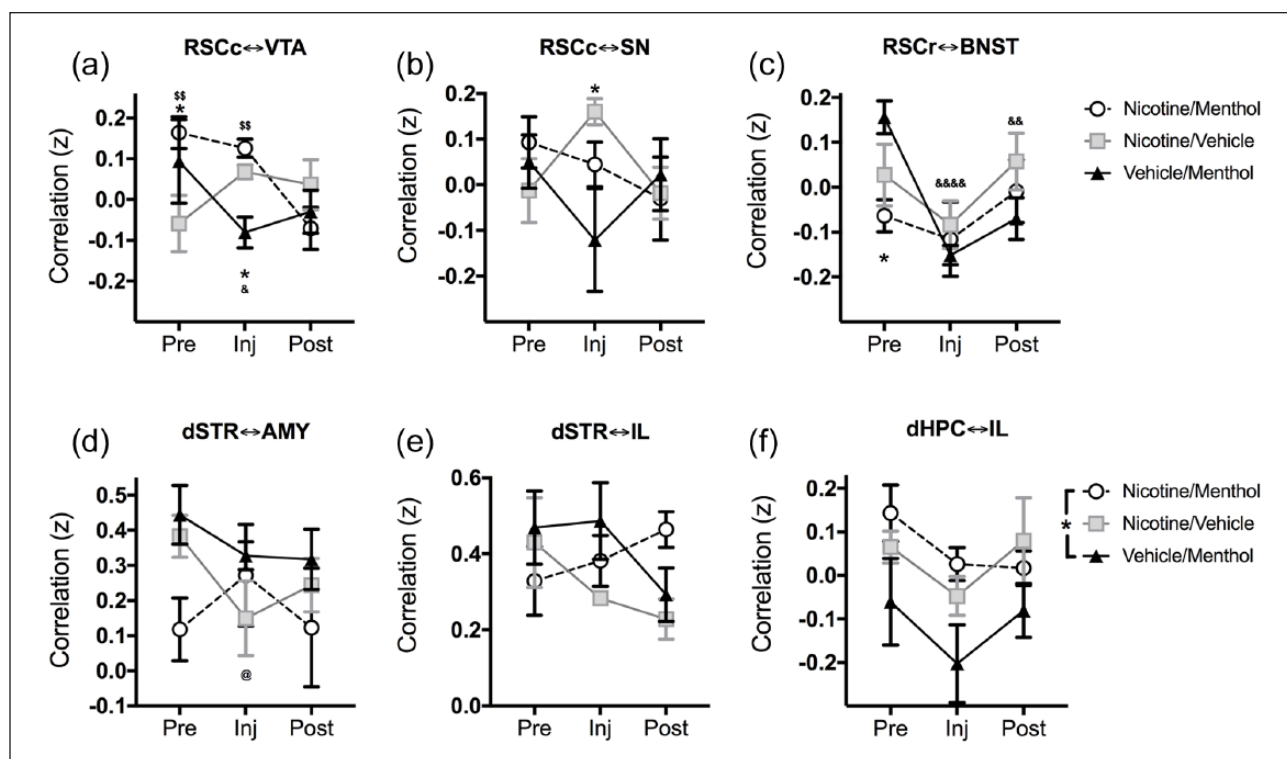 (a) RSCc↔VTA
Correlation (z)
0.2
0.1
0.0
-0.1
-0.2
$$
*
$$
*
&
Pre Inj Post
(b) RSCc↔SN
Correlation (z)
0.2
0.1
0.0
-0.1
-0.2
*
Pre Inj Post
(c) RSCr↔BNST
Correlation (z)
0.2
0.1
0.0
-0.1
-0.2
&&
&&&&
*
Pre Inj Post
Nicotine/Menthol
Nicotine/Vehicle
Vehicle/Menthol
(d) dSTR↔AMY
Correlation (z)
0.5
0.4
0.3
0.2
0.1
0.0
-0.1
@
Pre Inj Post
(e) dSTR↔IL
Correlation (z)
0.6
0.4
0.2
0.0
Pre Inj Post
(f) dHPC↔IL
Correlation (z)
0.2
0.1
0.0
-0.1
-0.2
Pre Inj Post
Nicotine/Menthol
* Nicotine/Vehicle
Vehicle/Menthol